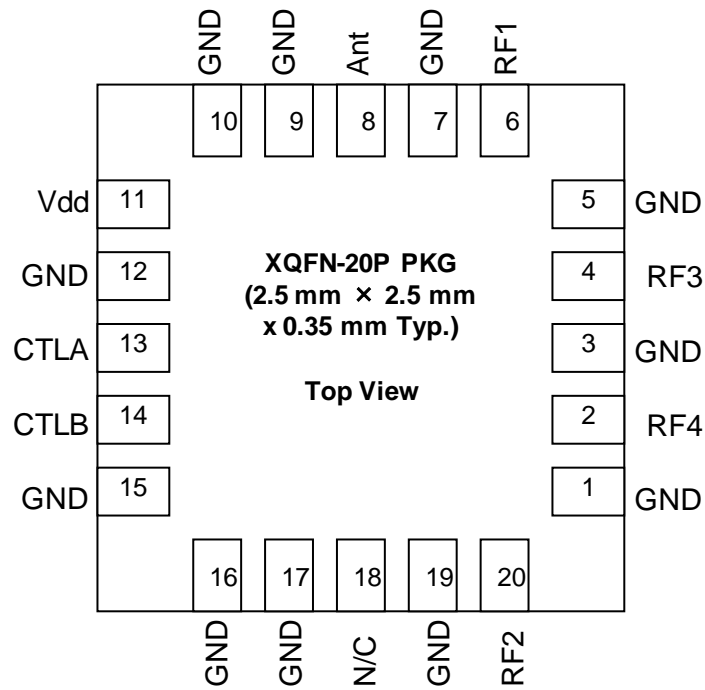 GND
GND
Ant
GND
RF1
10
9
8
7
6
Vdd
11
5
GND
GND
12
XQFN-20P PKG
4
RF3
(2.5 mm × 2.5 mm
x 0.35 mm Typ.)
CTLA
13
3
GND
Top View
CTLB
14
2
RF4
GND
15
1
GND
16
17
18
19
20
GND
GND
N/C
GND
RF2